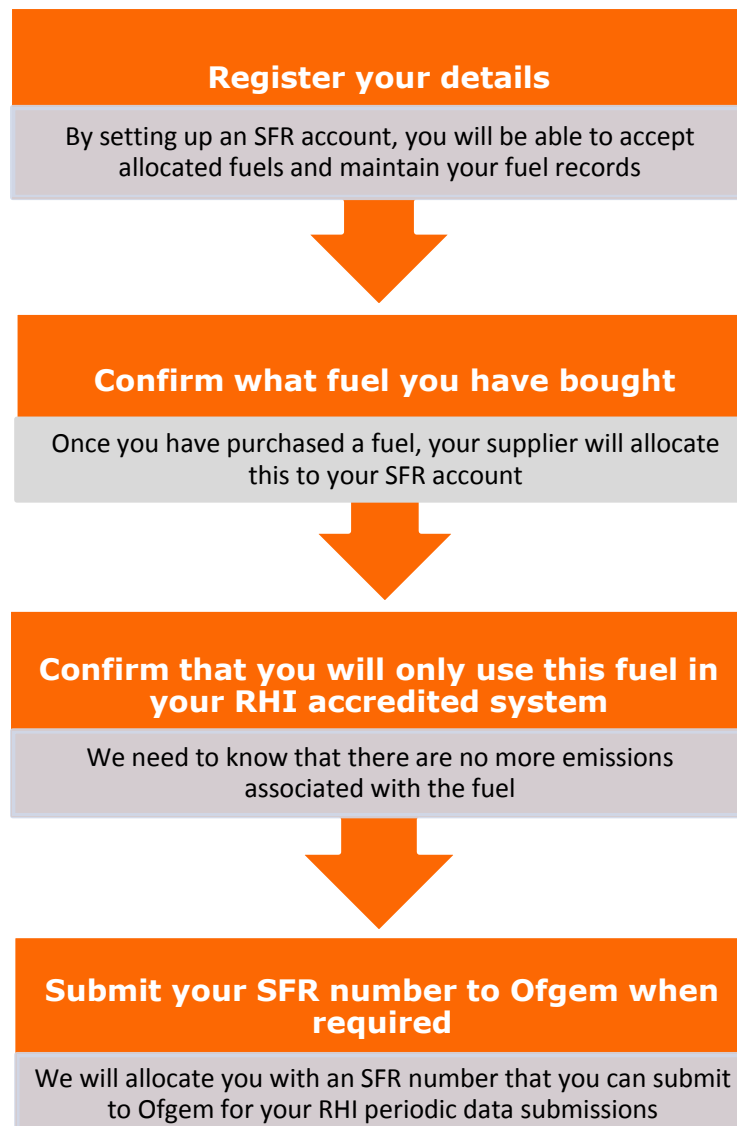 Register your details
By setting up an SFR account, you will be able to accept
allocated fuels and maintain your fuel records
Confirm what fuel you have bought
Once you have purchased a fuel, your supplier will allocate
this to your SFR account
Confirm that you will only use this fuel in
your RHI accredited system
We need to know that there are no more emissions
associated with the fuel
Submit your SFR number to Ofgem when
required
We will allocate you with an SFR number that you can submit
to Ofgem for your RHI periodic data submissions